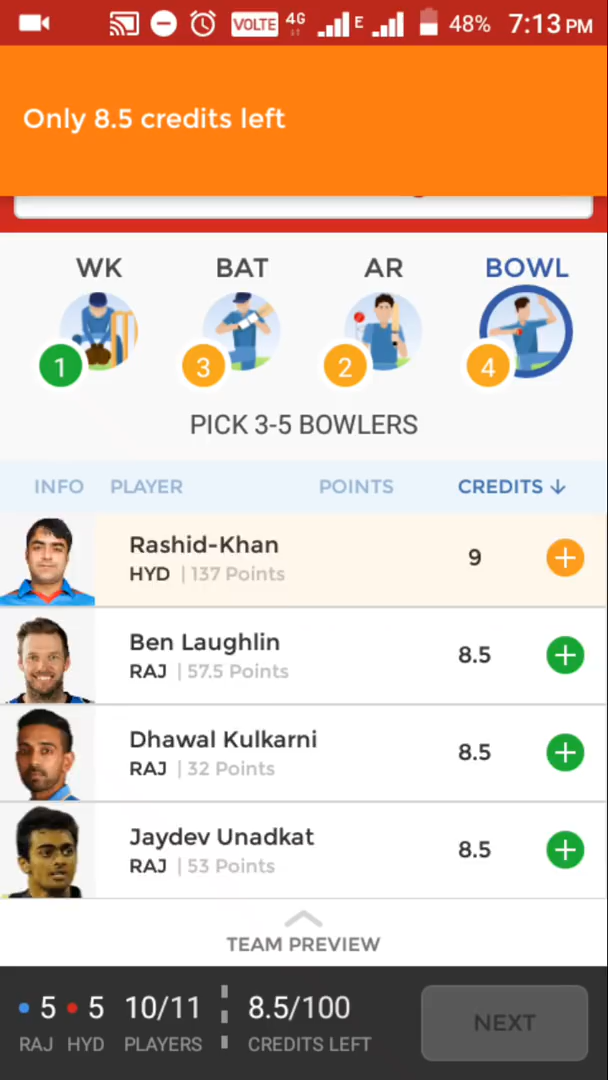 VOLTE 4G E 48% 7:13 PM
Only 8.5 credits left
WK BAT AR BOWL
1 3 2 4
PICK 3-5 BOWLERS
INFO PLAYER POINTS CREDITS ↓
Rashid-Khan
HYD | 137 Points
9 +
Ben Laughlin
RAJ | 57.5 Points
8.5 +
Dhawal Kulkarni
RAJ | 32 Points
8.5 +
Jaydev Unadkat
RAJ | 53 Points
8.5 +
TEAM PREVIEW
5 5 10/11 8.5/100
RAJ HYD PLAYERS CREDITS LEFT
NEXT